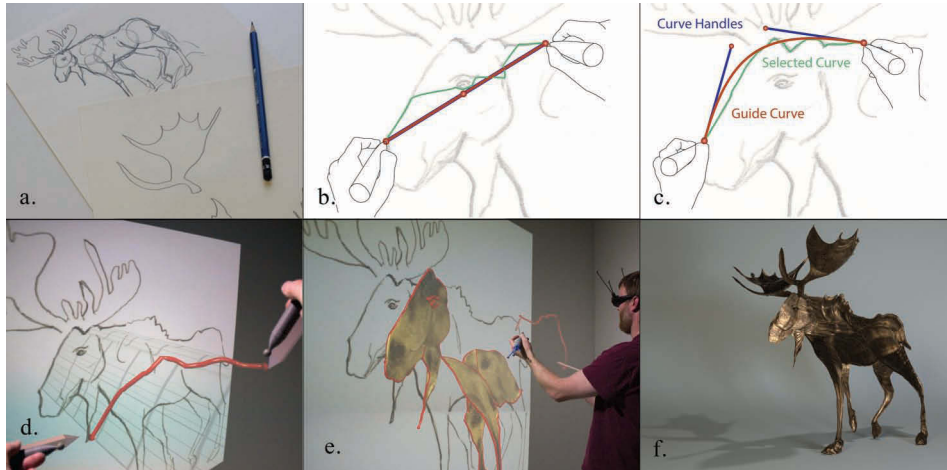 a.
b.
c.
Curve Handles
Selected Curve
Guide Curve
d.
e.
f.